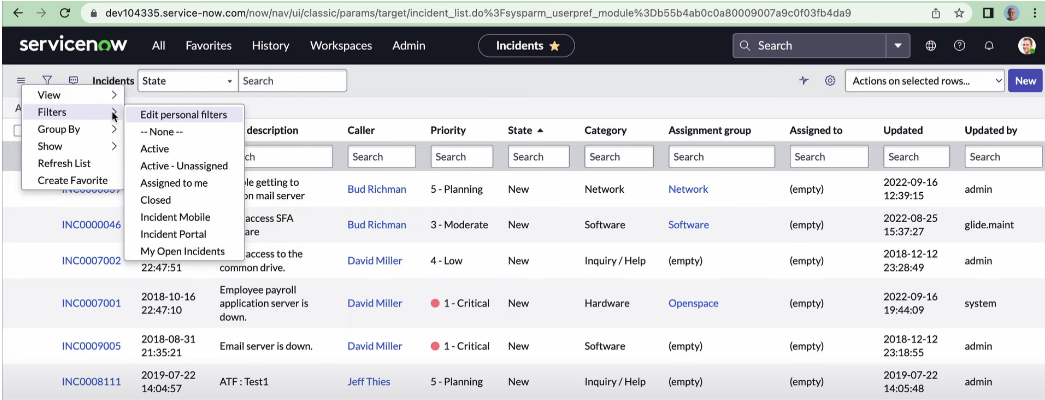 dev104335.service-now.com/now/nav/ui/classic/params/target/incident_list.do%3Fsysparm_userpref_module%3Db55b4ab0c0a80009007a9c0f03fb4da9
servicenow All Favorites History Workspaces Admin Incidents Search
Incidents State Search Actions on selected rows... New
View
Filters
Group By
Show
Refresh List
Create Favorite
Edit personal filters
-- None --
Active
Active - Unassigned
Assigned to me
Closed
Incident Mobile
Incident Portal
My Open Incidents
description Caller Priority State Category Assignment group Assigned to Updated Updated by
Search Search Search Search Search Search Search Search
getting to
on mail server
Bud Richman 5 - Planning New Network Network (empty) 2022-09-16
12:39:15
admin
INC0000046 access SFA
Bud Richman 3 - Moderate New Software Software (empty) 2022-08-25
15:37:27
glide.maint
INC0007002
22:47:51
access to the
common drive.
David Miller 4 - Low New Inquiry / Help (empty) (empty) 2018-12-12
23:28:49
admin
INC0007001 2018-10-16
22:47:10
Employee payroll
application server is
down.
David Miller 1 - Critical New Hardware Openspace (empty) 2022-09-16
19:44:09
system
INC0009005 2018-08-31
21:35:21
Email server is down. David Miller 1 - Critical New Software (empty) (empty) 2018-12-12
23:18:55
admin
INC0008111 2019-07-22
14:04:57
ATF : Test1 Jeff Thies 5 - Planning New Inquiry / Help (empty) (empty) 2019-07-22
14:05:48
admin